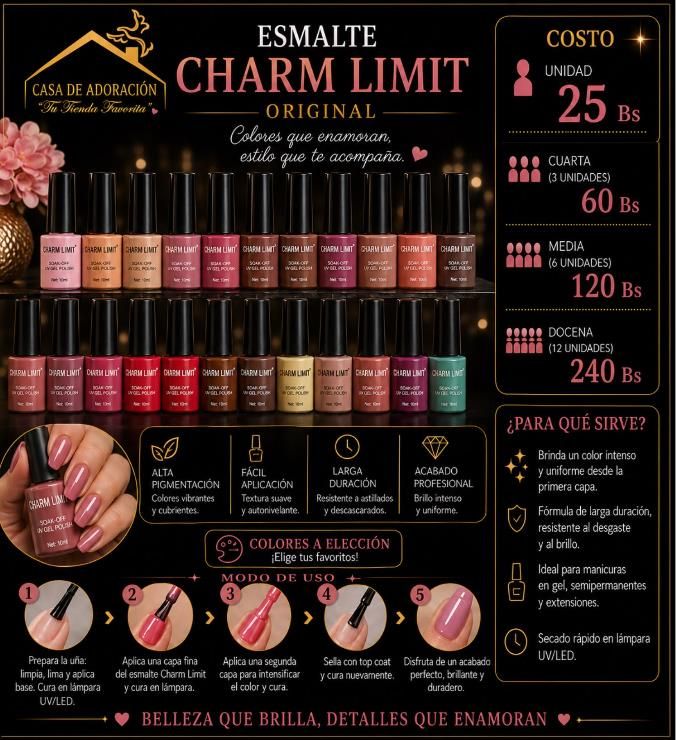 CASA DE ADORACIÓN
"Tu Tienda Favorita"
ESMALTE
CHARM LIMIT
ORIGINAL
Colores que enamoran,
estilo que te acompaña.
COSTO
UNIDAD
25 Bs
CUARTA
(3 UNIDADES)
60 Bs
MEDIA
(6 UNIDADES)
120 Bs
DOCENA
(12 UNIDADES)
240 Bs
CHARM LIMIT
SOAK-OFF
UV GEL POLISH
Net: 10ml
ALTA
PIGMENTACIÓN
Colores vibrantes
y cubrientes.
FÁCIL
APLICACIÓN
Textura suave
y autonivelante.
LARGA
DURACIÓN
Resistente a astillados
y descascarados.
ACABADO
PROFESIONAL
Brillo intenso
y uniforme.
COLORES A ELECCIÓN
¡Elige tus favoritos!
MODO DE USO
1
Prepara la uña:
limpia, lima y aplica
base. Cura en lámpara
UV/LED.
2
Aplica una capa fina
del esmalte Charm Limit
y cura en lámpara.
3
Aplica una segunda
capa para intensificar
el color y cura.
4
Sella con top coat
y cura nuevamente.
5
Disfruta de un acabado
perfecto, brillante y
duradero.
¿PARA QUÉ SIRVE?
Brinda un color intenso
y uniforme desde la
primera capa.
Fórmula de larga duración,
resistente al desgaste
y al brillo.
Ideal para manicuras
en gel, semipermanentes
y extensiones.
Secado rápido en lámpara
UV/LED.
BELLEZA QUE BRILLA, DETALLES QUE ENAMORAN